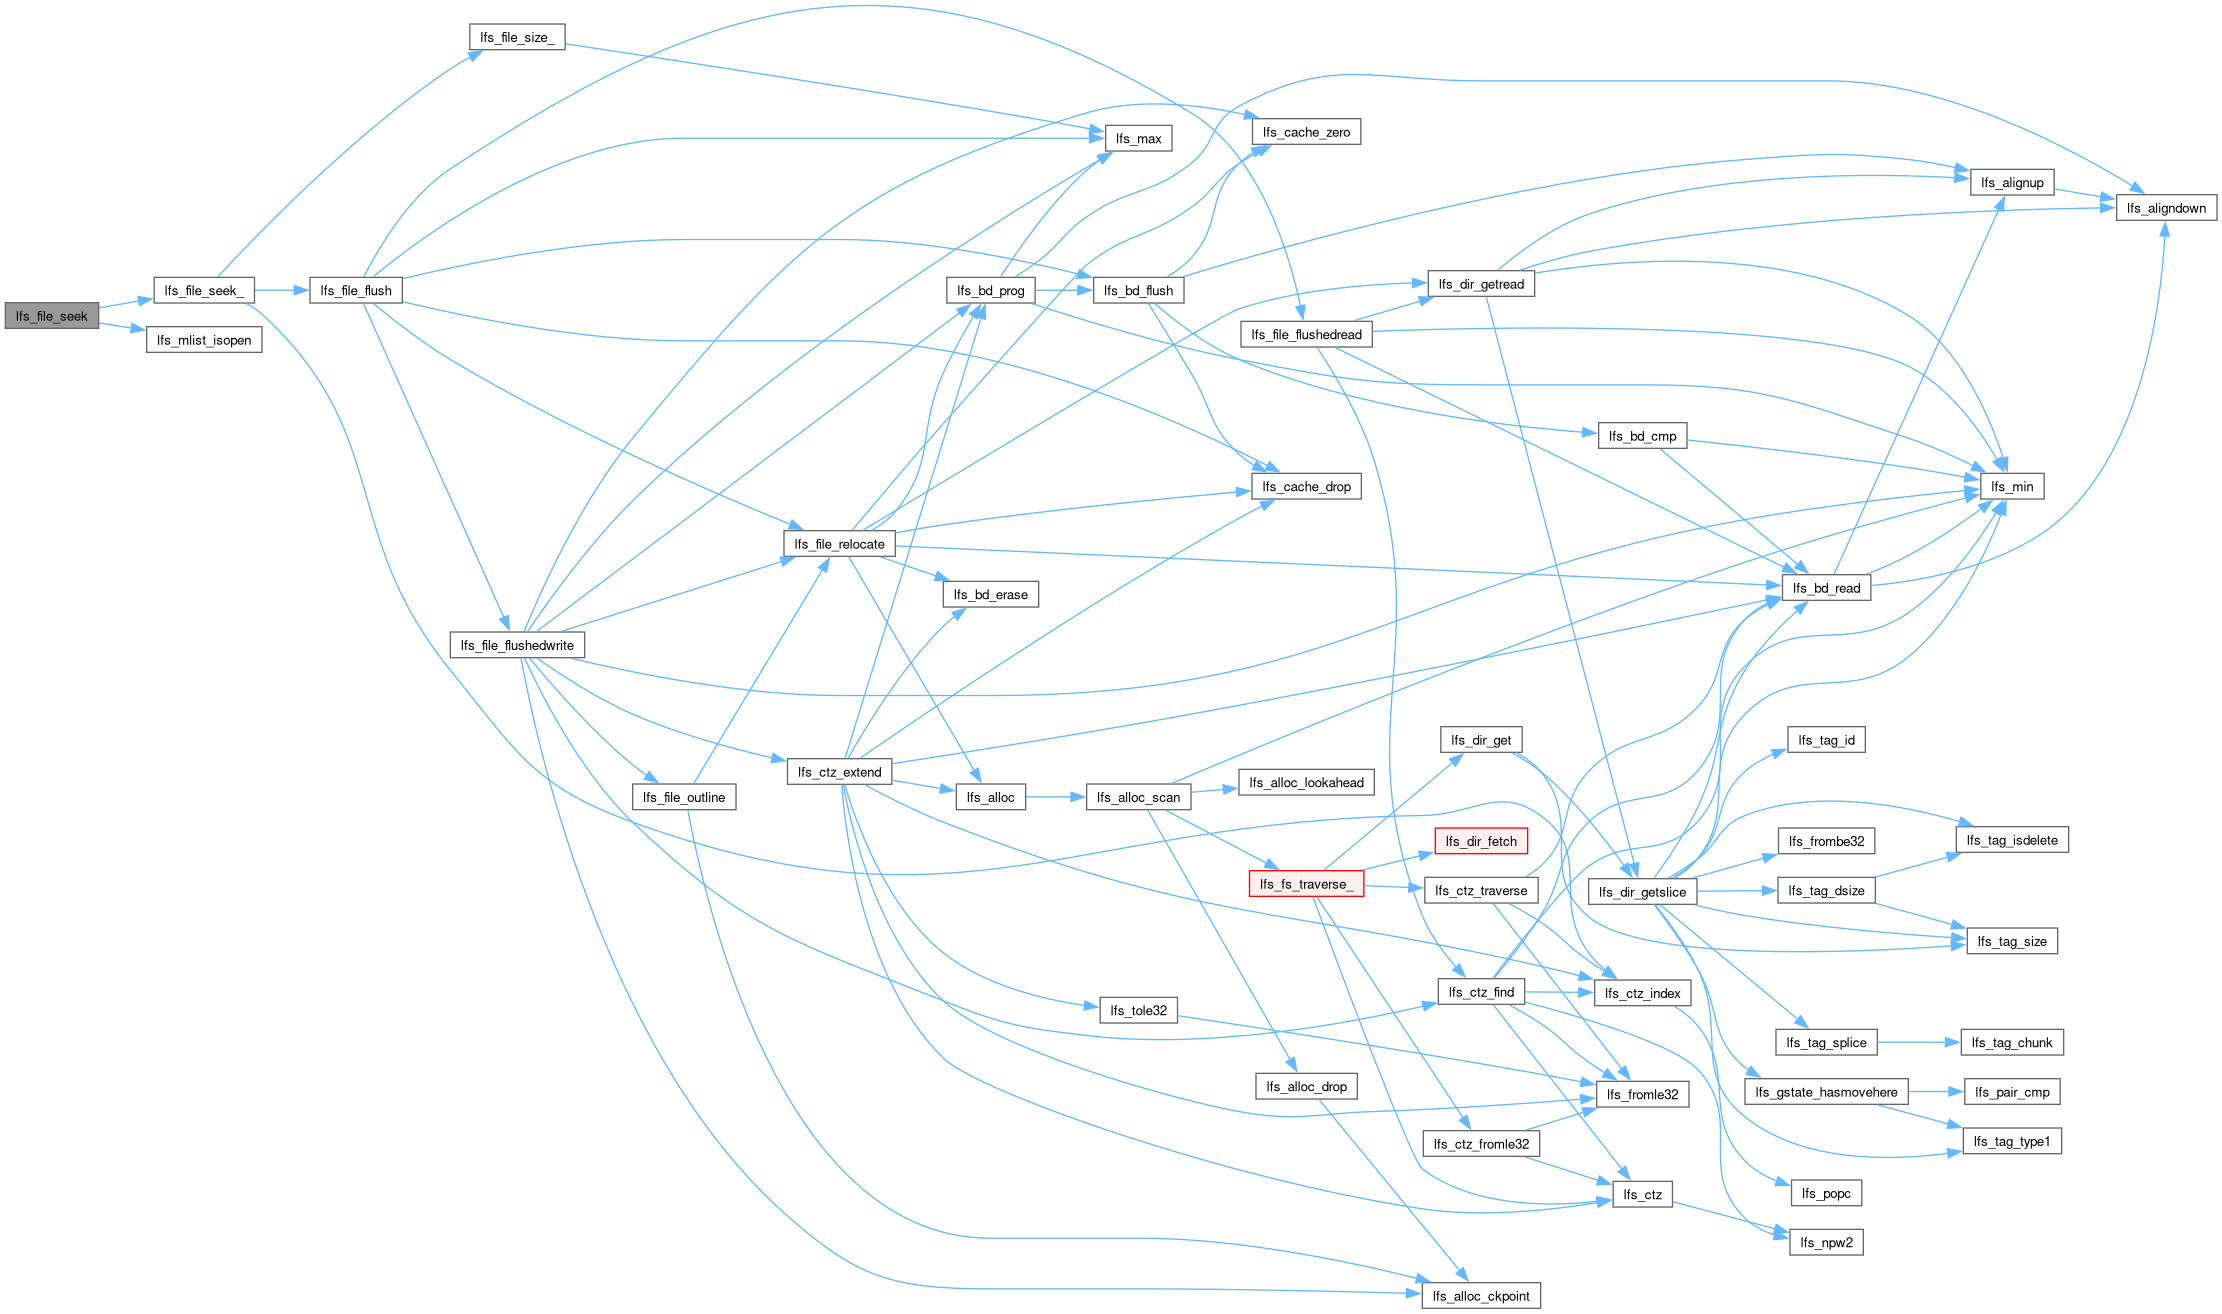 lfs_file_seek
lfs_file_seek_
lfs_mlist_isopen
lfs_file_size_
lfs_file_flush
lfs_file_flushedwrite
lfs_file_outline
lfs_file_relocate
lfs_ctz_extend
lfs_bd_prog
lfs_bd_erase
lfs_alloc
lfs_max
lfs_bd_flush
lfs_alloc_scan
lfs_tole32
lfs_cache_zero
lfs_file_flushedread
lfs_cache_drop
lfs_alloc_lookahead
lfs_fs_traverse_
lfs_alloc_drop
lfs_dir_getread
lfs_dir_get
lfs_dir_fetch
lfs_ctz_traverse
lfs_ctz_find
lfs_ctz_fromle32
lfs_alloc_ckpoint
lfs_bd_cmp
lfs_dir_getslice
lfs_ctz_index
lfs_fromle32
lfs_ctz
lfs_bd_read
lfs_tag_id
lfs_frombe32
lfs_tag_dsize
lfs_tag_splice
lfs_gstate_hasmovehere
lfs_popc
lfs_npw2
lfs_alignup
lfs_min
lfs_tag_isdelete
lfs_tag_size
lfs_tag_chunk
lfs_pair_cmp
lfs_tag_type1
lfs_aligndown